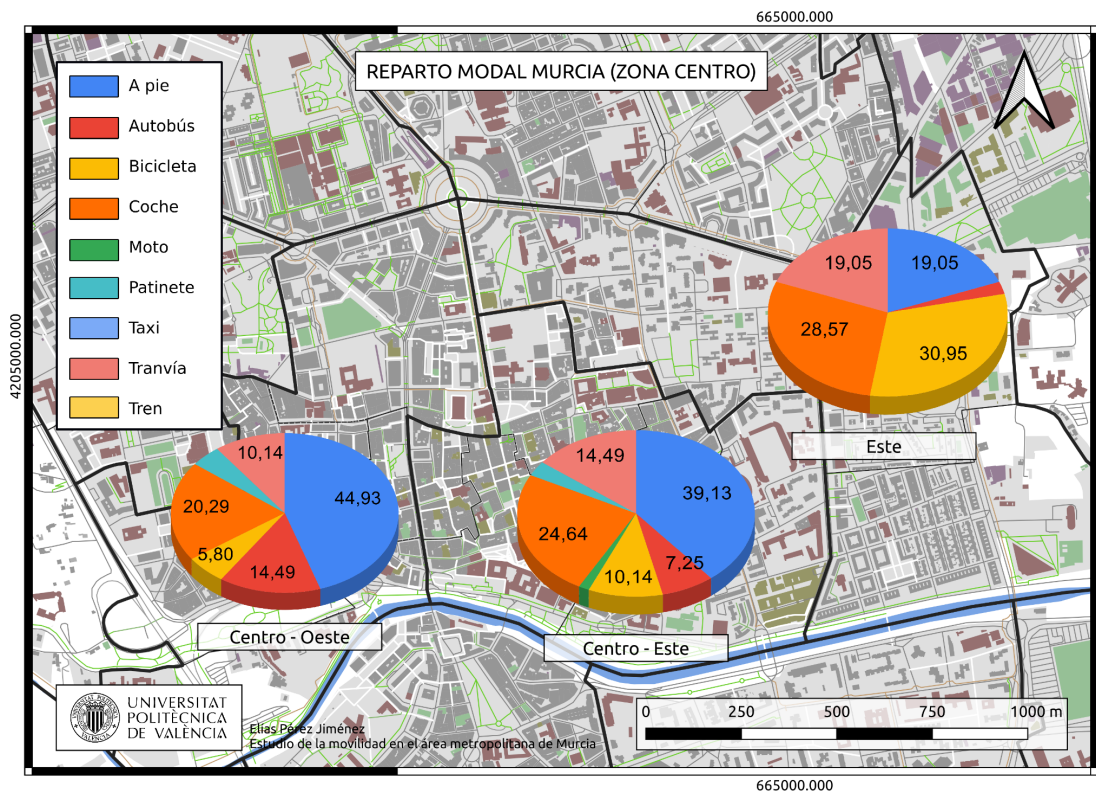 665000.000
REPARTO MODAL MURCIA (ZONA CENTRO)
A pie
Autobús
Bicicleta
Coche
Moto
Patinete
Taxi
Tranvía
Tren
4205000.000
19,05
19,05
28,57
30,95
Este
10,14
44,93
20,29
5,80
14,49
Centro - Oeste
14,49
39,13
24,64
7,25
10,14
Centro - Este
UNIVERSITAT
POLITÈCNICA
DE VALÈNCIA
Elías Pérez Jiménez
Estudio de la movilidad en el área metropolitana de Murcia
0 250 500 750 1000 m
665000.000